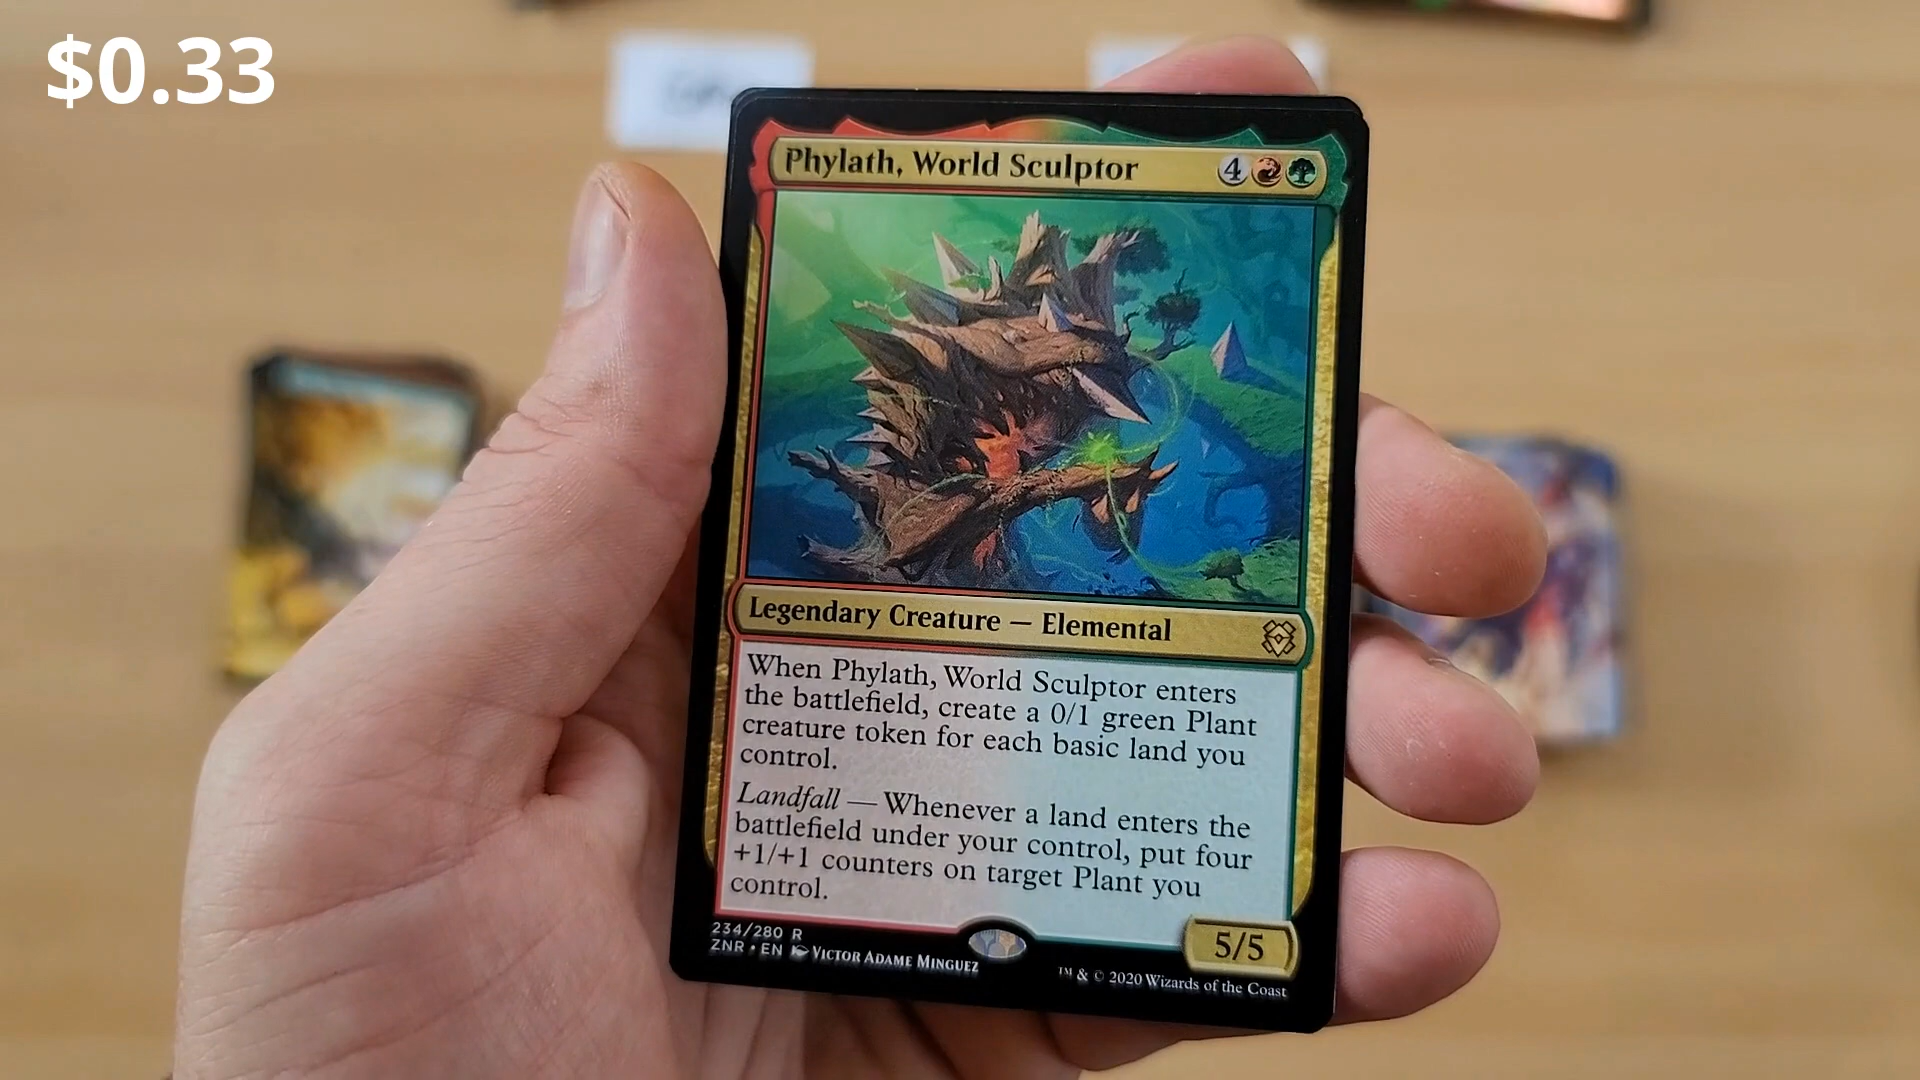 $0.33
Phylath, World Sculptor 4
Legendary Creature — Elemental
When Phylath, World Sculptor enters
the battlefield, create a 0/1 green Plant
creature token for each basic land you
control.
Landfall — Whenever a land enters the
battlefield under your control, put four
+1/+1 counters on target Plant you
control.
234/280 R
ZNR • EN Victor Adame Minguez
5/5
™ & © 2020 Wizards of the Coast